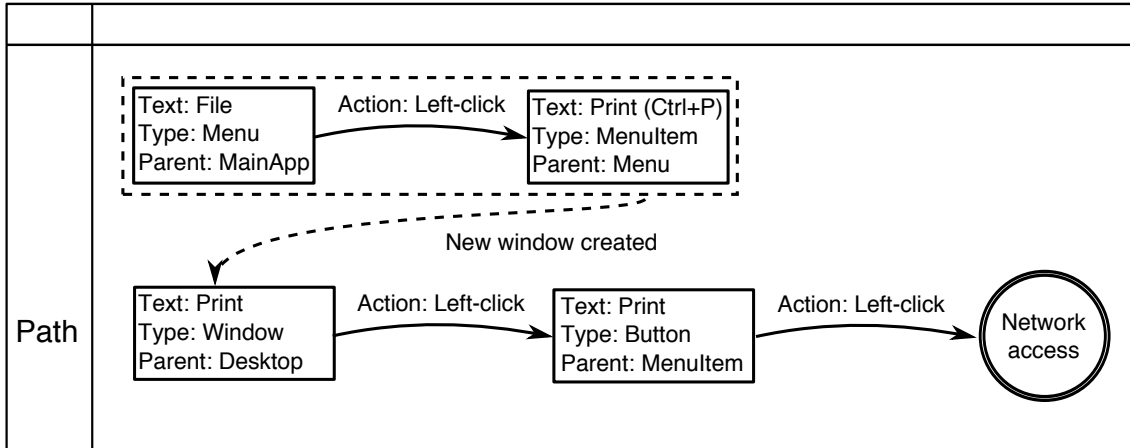 Text: File
Type: Menu
Parent: MainApp
Action: Left-click
Text: Print (Ctrl+P)
Type: MenuItem
Parent: Menu
New window created
Path
Text: Print
Type: Window
Parent: Desktop
Action: Left-click
Text: Print
Type: Button
Parent: MenuItem
Action: Left-click
Network
access